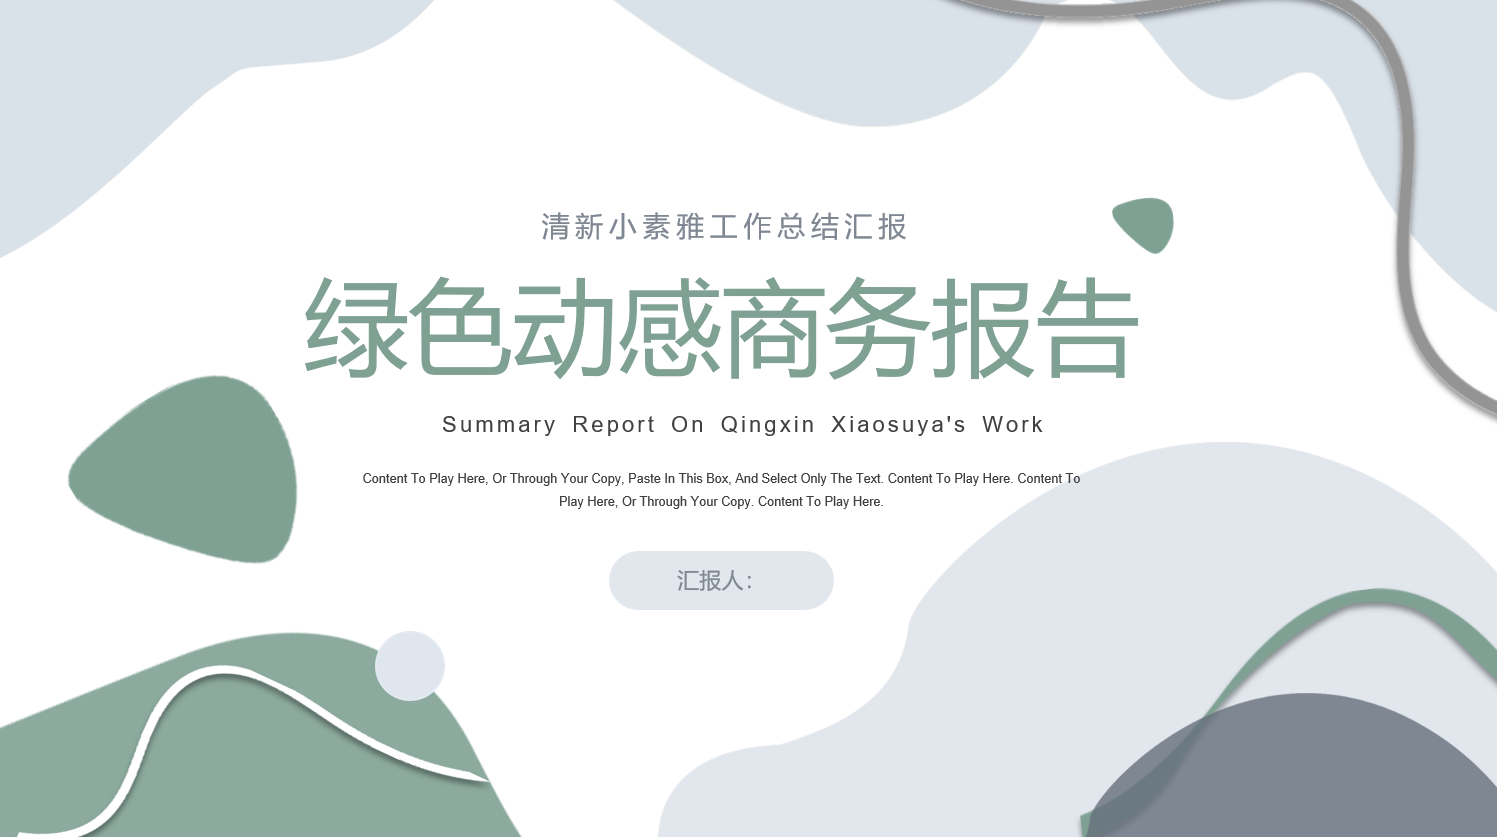 清新小素雅工作总结汇报
绿色动感商务报告
Summary Report On Qingxin Xiaosuya's Work
Content To Play Here, Or Through Your Copy, Paste In This Box, And Select Only The Text. Content To Play Here. Content To
Play Here, Or Through Your Copy. Content To Play Here.
汇报人：